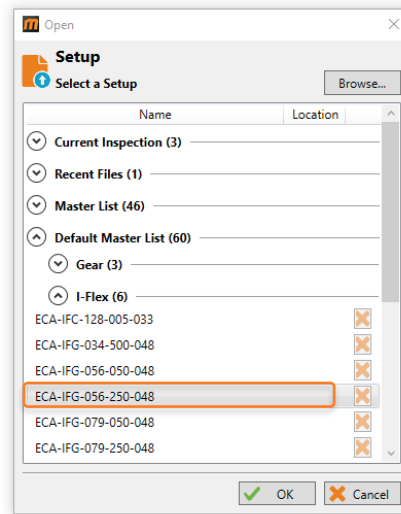 Open
Setup
Select a Setup
Browse...
Name Location
Current Inspection (3)
Recent Files (1)
Master List (46)
Default Master List (60)
Gear (3)
I-Flex (6)
ECA-IFC-128-005-033
ECA-IFG-034-500-048
ECA-IFG-056-050-048
ECA-IFG-056-250-048
ECA-IFG-079-050-048
ECA-IFG-079-250-048
OK Cancel